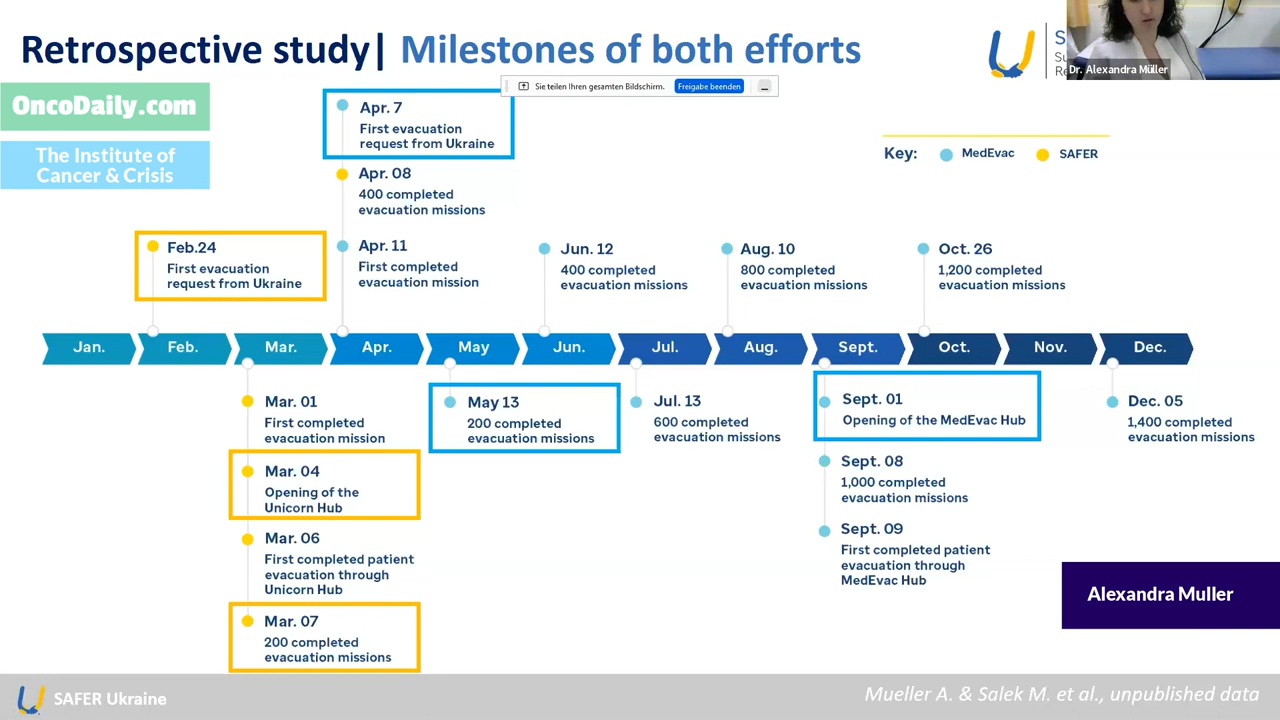 Retrospective study| Milestones of both efforts
Dr. Alexandra Müller
Sie teilen Ihren gesamten Bildschirm.
Freigabe beenden
OncoDaily.com
The Institute of
Cancer & Crisis
Key:
MedEvac
SAFER
Apr. 7
First evacuation
request from Ukraine
Apr. 08
400 completed
evacuation missions
Feb.24
First evacuation
request from Ukraine
Apr. 11
First completed
evacuation mission
Jun. 12
400 completed
evacuation missions
Aug. 10
800 completed
evacuation missions
Oct. 26
1,200 completed
evacuation missions
Jan.
Feb.
Mar.
Apr.
May
Jun.
Jul.
Aug.
Sept.
Oct.
Nov.
Dec.
Mar. 01
First completed
evacuation mission
Mar. 04
Opening of the
Unicorn Hub
Mar. 06
First completed patient
evacuation through
Unicorn Hub
Mar. 07
200 completed
evacuation missions
May 13
200 completed
evacuation missions
Jul. 13
600 completed
evacuation missions
Sept. 01
Opening of the MedEvac Hub
Sept. 08
1,000 completed
evacuation missions
Sept. 09
First completed patient
evacuation through
MedEvac Hub
Dec. 05
1,400 completed
evacuation missions
Alexandra Muller
SAFER Ukraine
Mueller A. & Salek M. et al., unpublished data